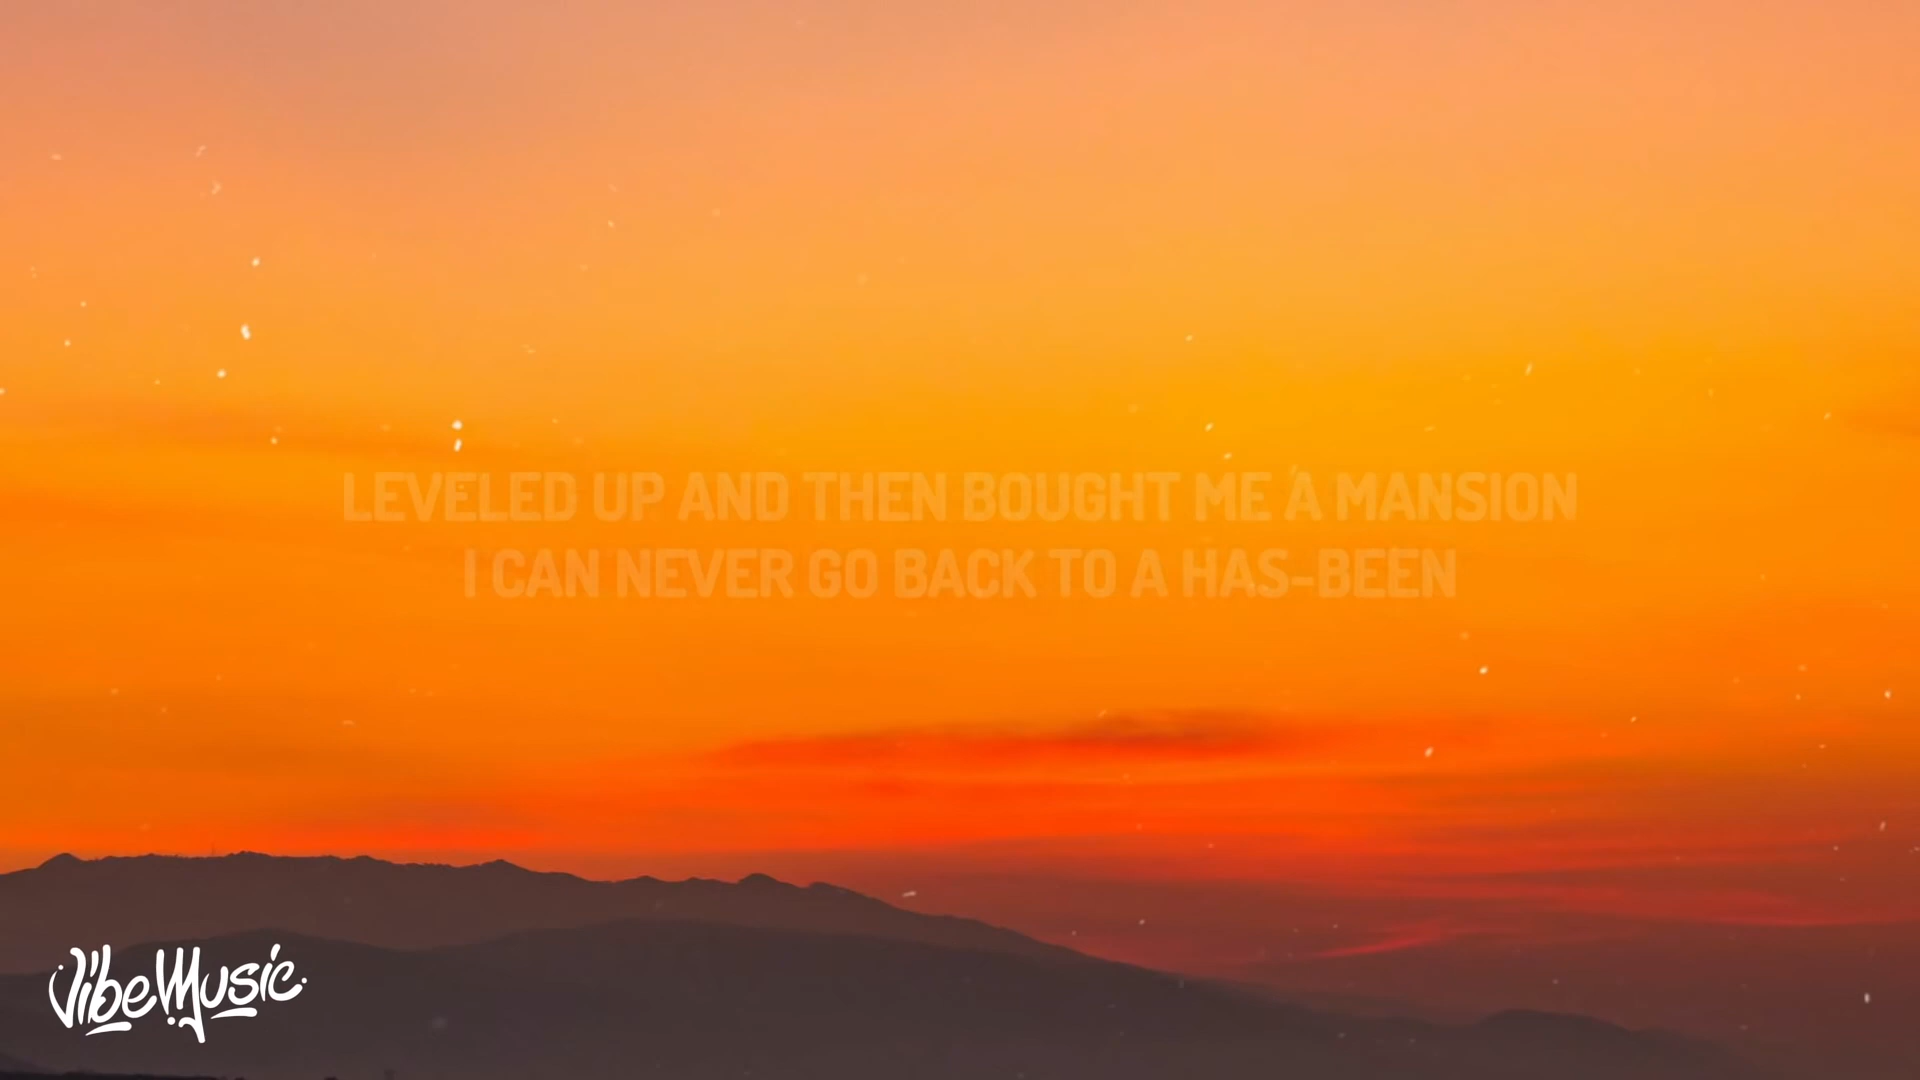 LEVELED UP AND THEN BOUGHT ME A MANSION
I CAN NEVER GO BACK TO A HAS-BEEN
VibeMusic